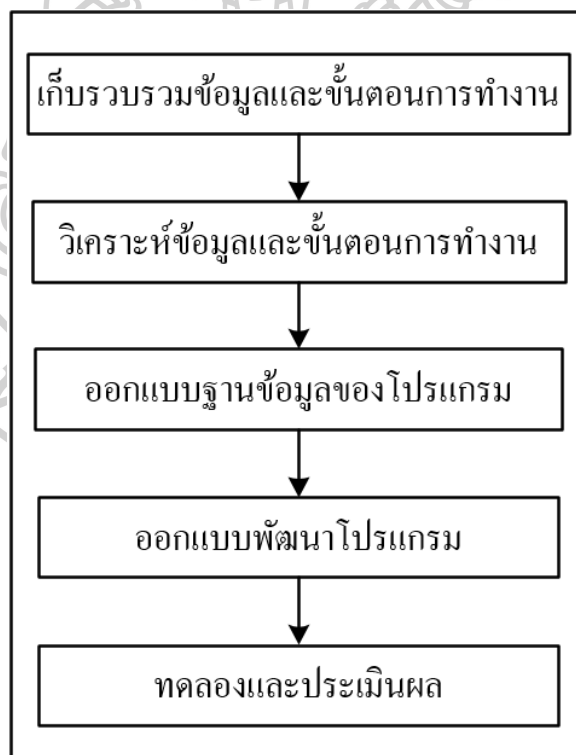 เก็บรวบรวมข้อมูลและขั้นตอนการทำงาน
วิเคราะห์ข้อมูลและขั้นตอนการทำงาน
ออกแบบฐานข้อมูลของโปรแกรม
ออกแบบพัฒนาโปรแกรม
ทดลองและประเมินผล